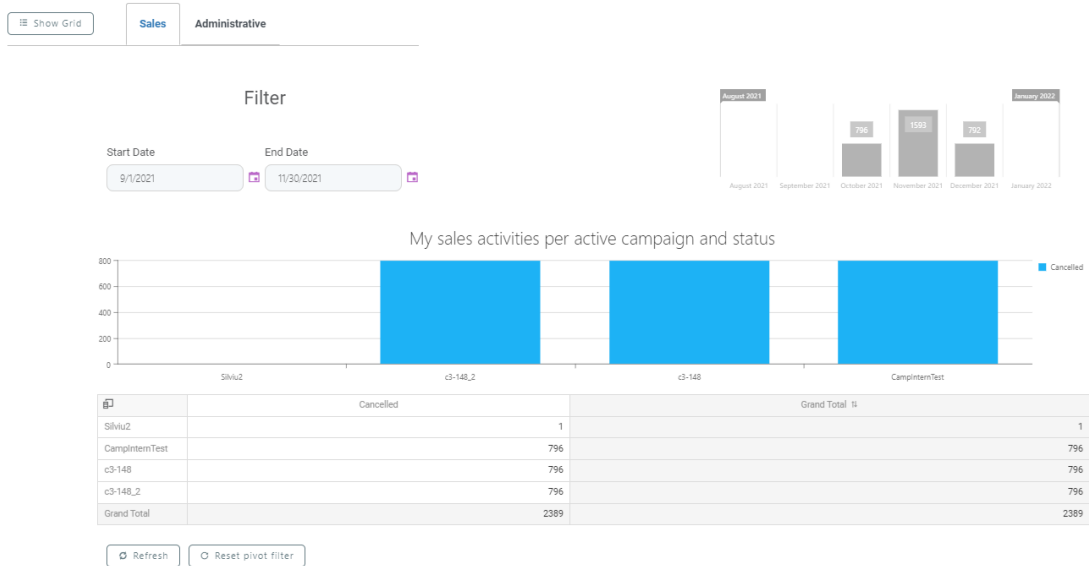 Show Grid
Sales
Administrative
Filter
Start Date
End Date
9/1/2021
11/30/2021
August 2021
January 2022
796
1593
792
August 2021 September 2021 October 2021 November 2021 December 2021 January 2022
My sales activities per active campaign and status
800
600
400
200
0
Cancelled
Silviu2 c3-148_2 c3-148 CampInternTest
Cancelled Grand Total
Silviu2 1 1
CampInternTest 796 796
c3-148 796 796
c3-148_2 796 796
Grand Total 2389 2389
Refresh
Reset pivot filter